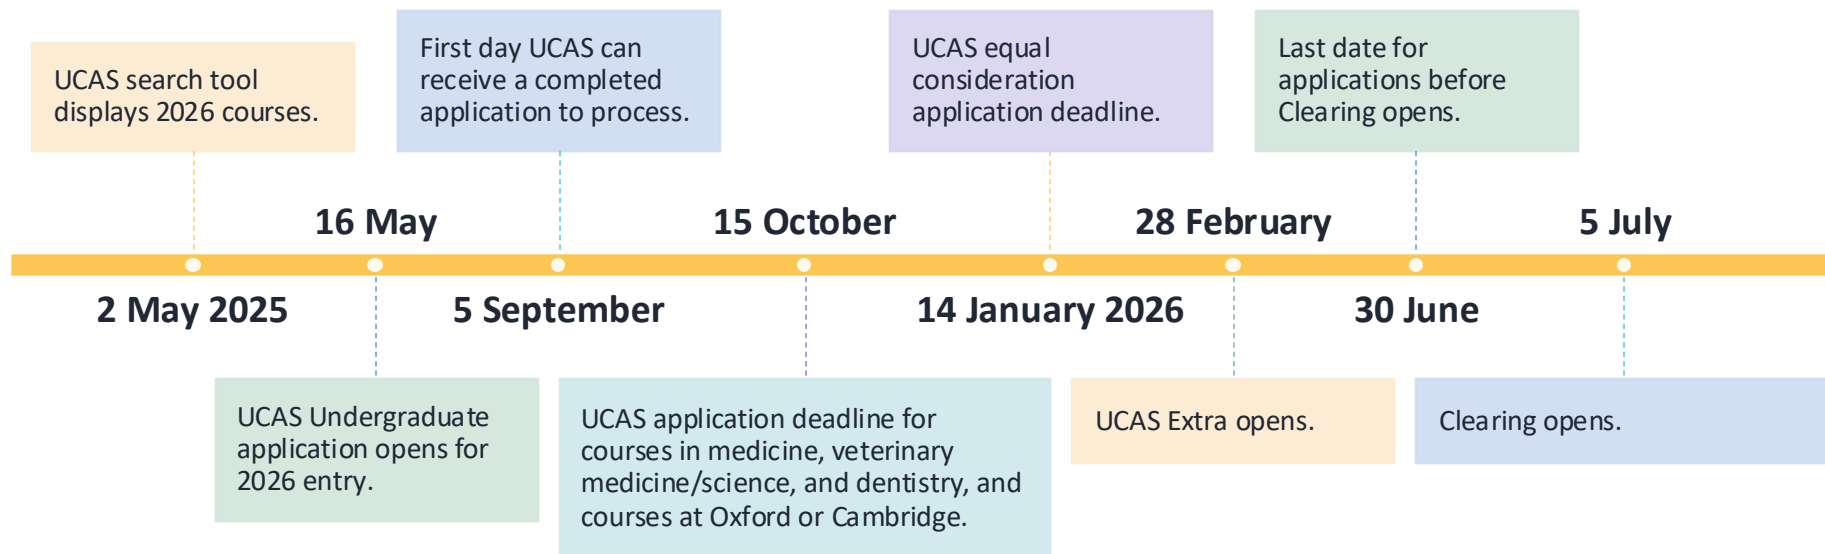 UCAS search tool
displays 2026 courses.
First day UCAS can
receive a completed
application to process.
UCAS equal
consideration
application deadline.
Last date for
applications before
Clearing opens.
16 May
15 October
28 February
5 July
2 May 2025
5 September
14 January 2026
30 June
UCAS Undergraduate
application opens for
2026 entry.
UCAS application deadline for
courses in medicine, veterinary
medicine/science, and dentistry, and
courses at Oxford or Cambridge.
UCAS Extra opens.
Clearing opens.